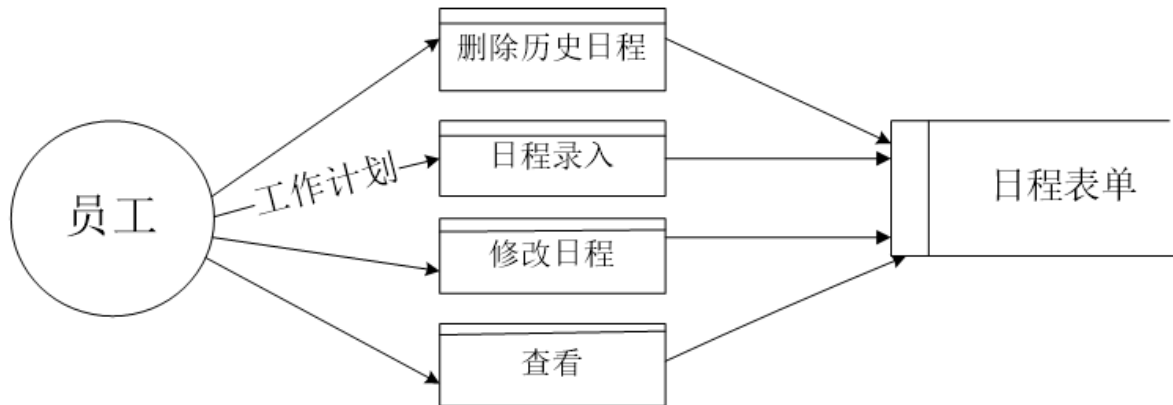 删除历史日程
日程录入
工作计划
员工
日程表单
修改日程
查看